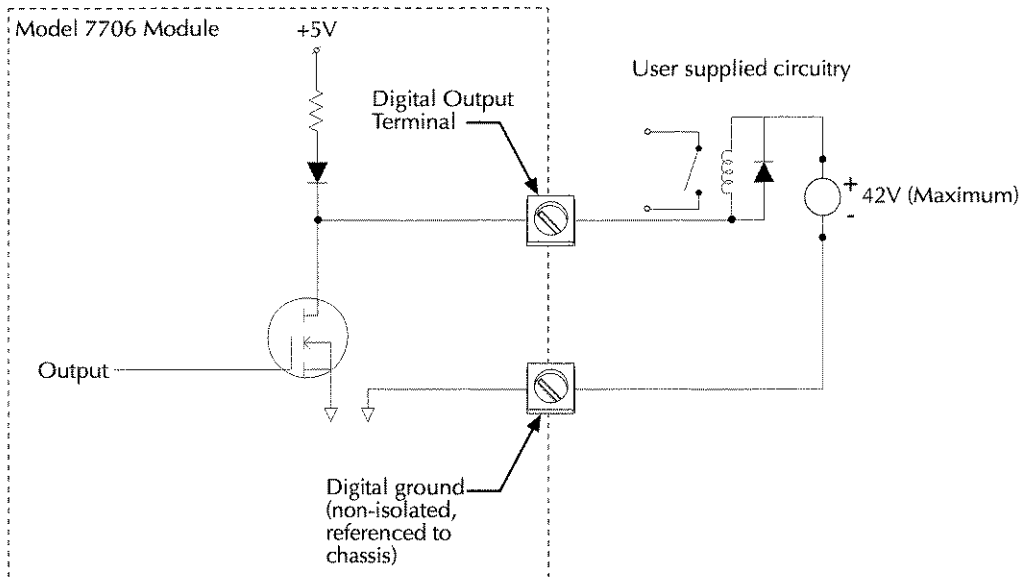 Model 7706 Module
+5V
User supplied circuitry
Digital Output
Terminal
+
42V (Maximum)
-
Output
Digital ground
(non-isolated,
referenced to
chassis)